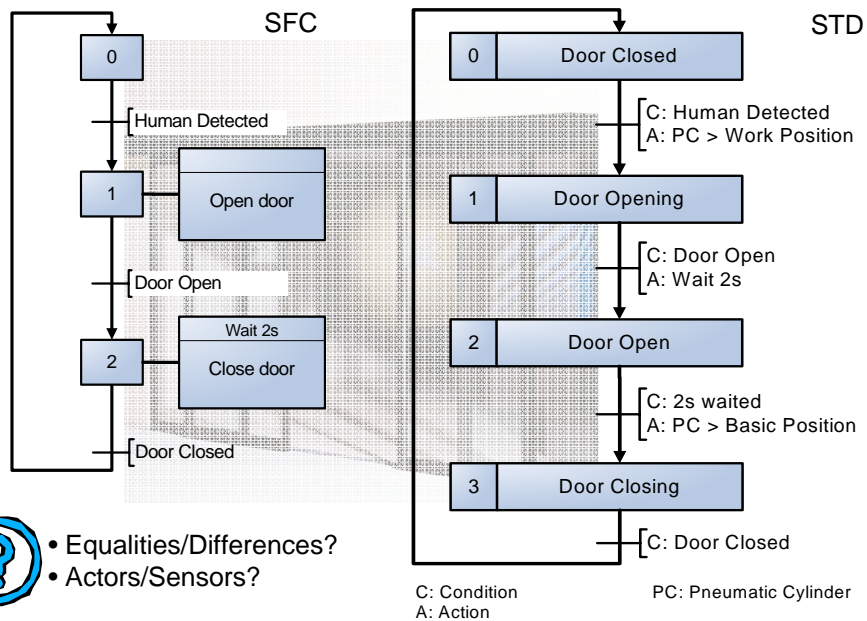 SFC
0
Human Detected
1
Open door
Door Open
2
Wait 2s
Close door
Door Closed
STD
0 Door Closed
C: Human Detected
A: PC > Work Position
1 Door Opening
C: Door Open
A: Wait 2s
2 Door Open
C: 2s waited
A: PC > Basic Position
3 Door Closing
C: Door Closed
?
• Equalities/Differences?
• Actors/Sensors?
C: Condition
A: Action
PC: Pneumatic Cylinder